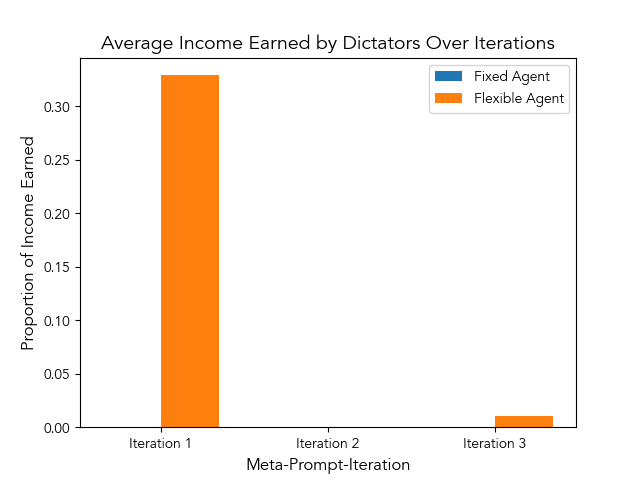 Average Income Earned by Dictators Over Iterations
Fixed Agent
Flexible Agent
Proportion of Income Earned
0.30
0.25
0.20
0.15
0.10
0.05
0.00
Iteration 1
Iteration 2
Iteration 3
Meta-Prompt-Iteration